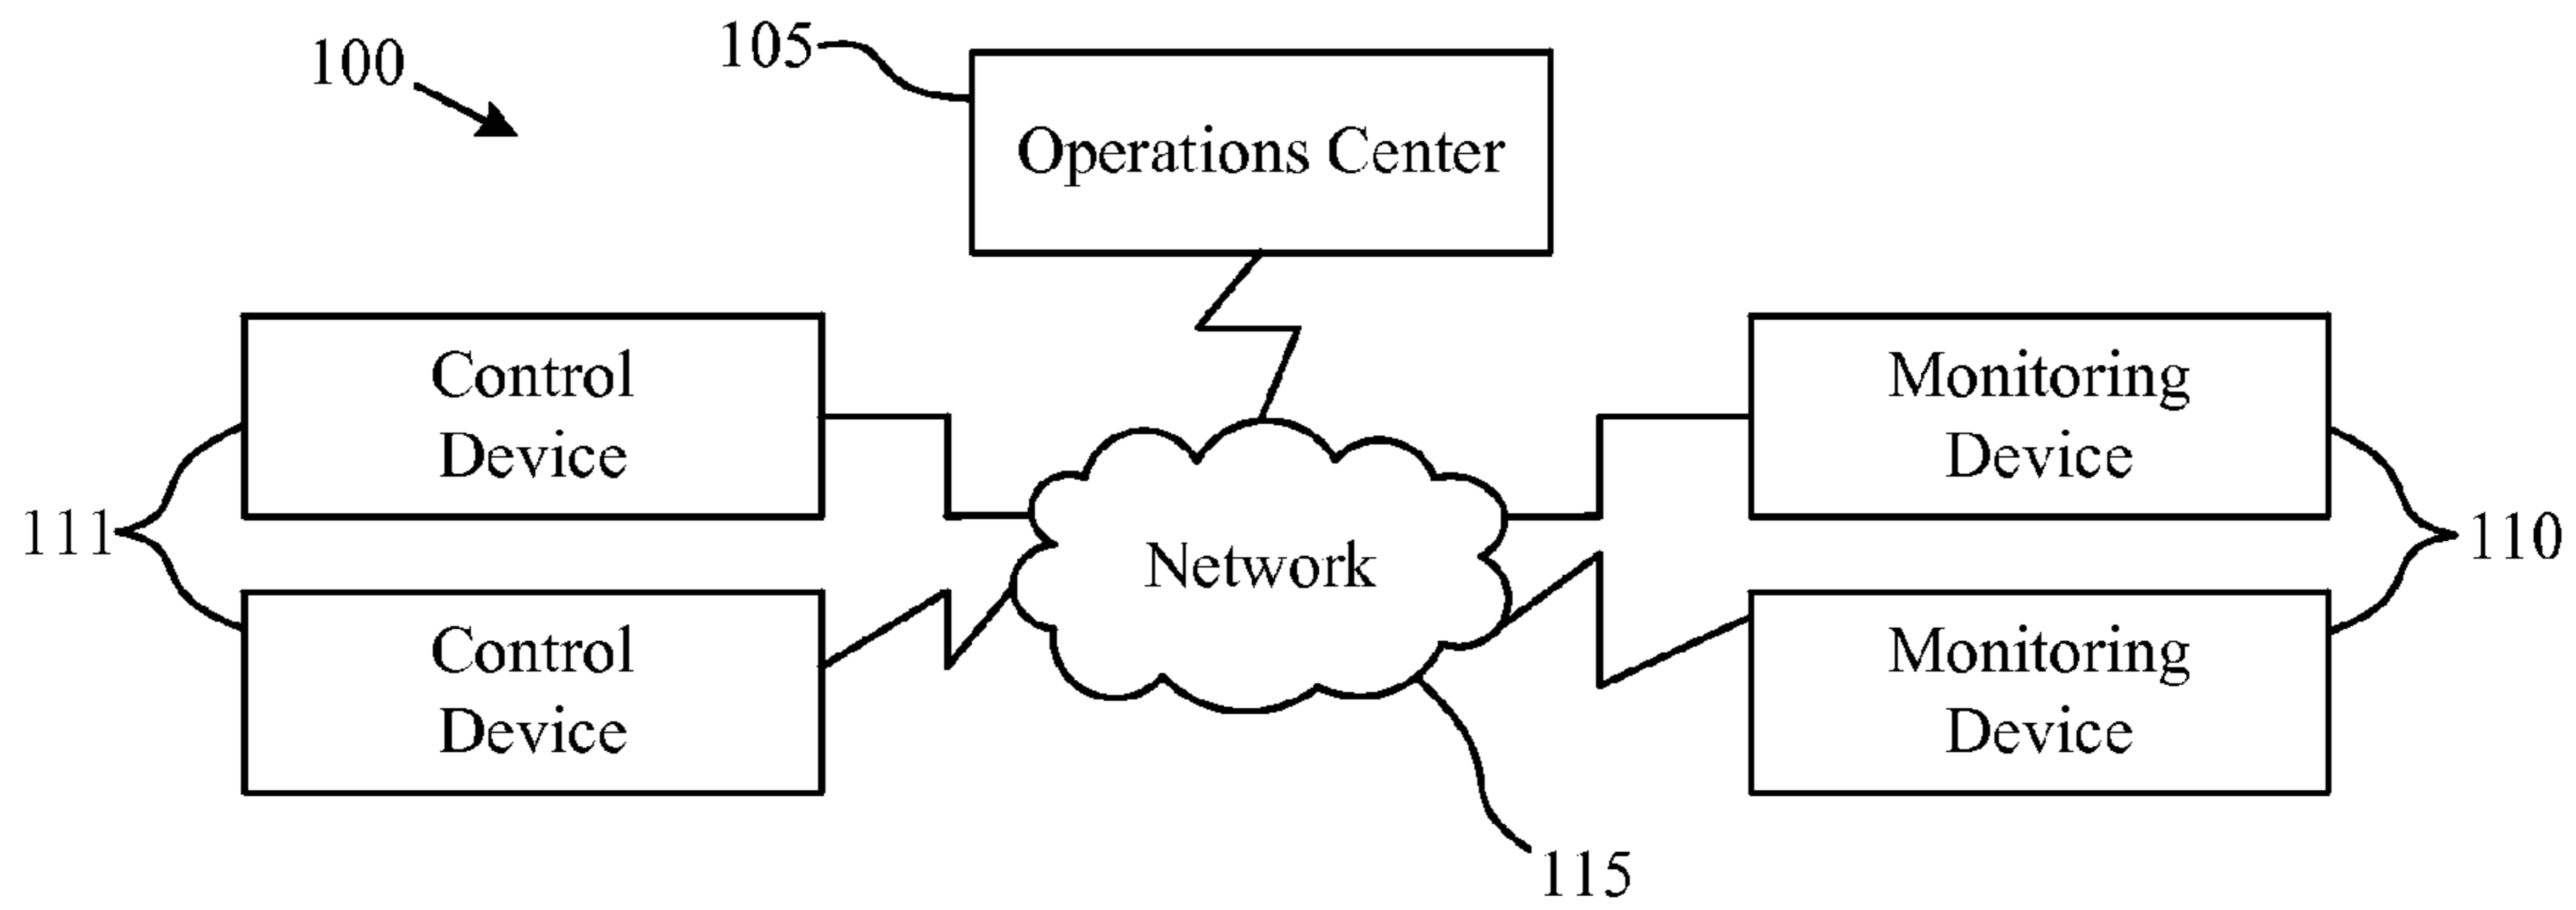 100
105
Operations Center
Control
Device
Monitoring
Device
111
Network
110
Control
Device
Monitoring
Device
115